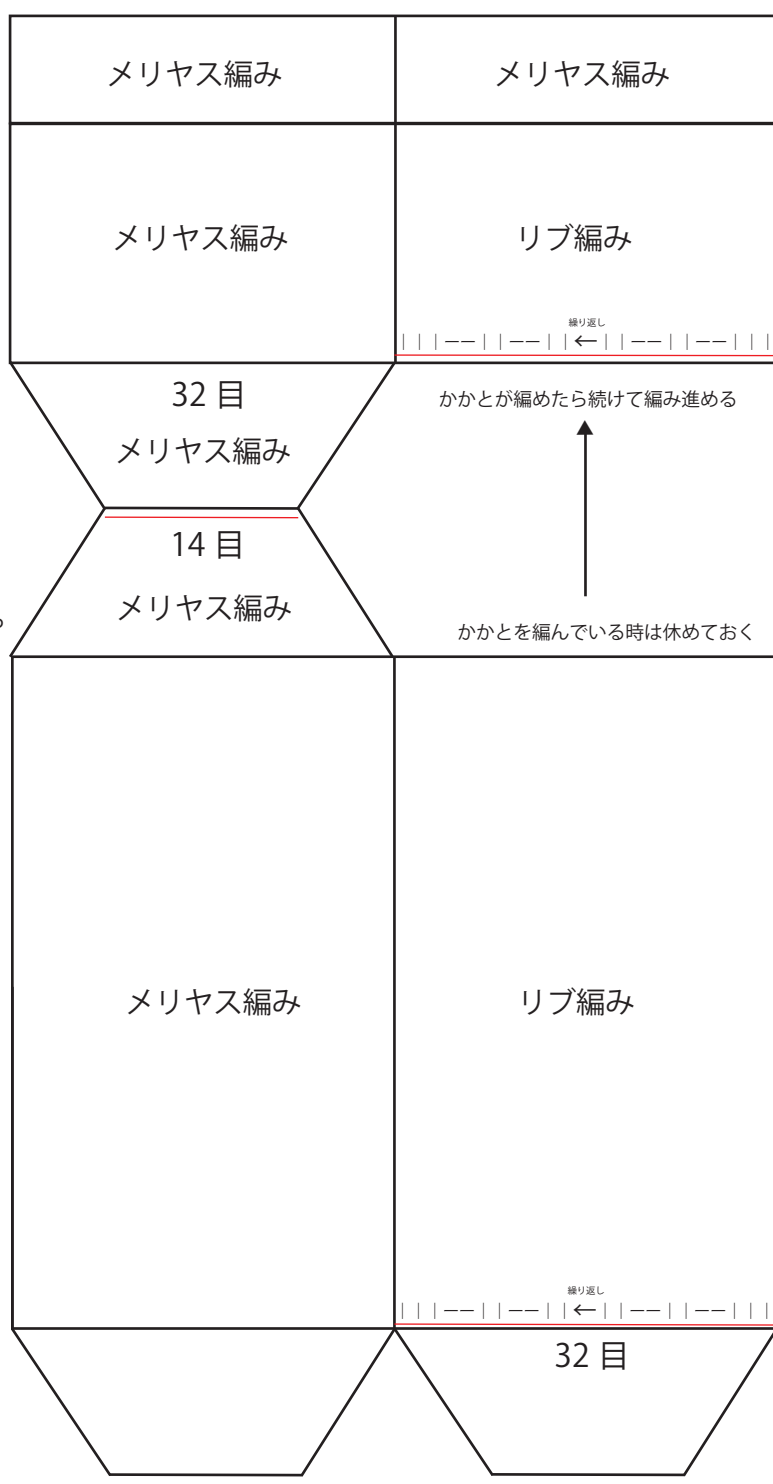 メリヤス編み
メリヤス編み
メリヤス編み
リブ編み
繰り返し
｜｜｜――｜｜――｜｜←｜｜――｜｜――｜｜｜
32 目
メリヤス編み
かかとが編めたら続けて編み進める
14 目
メリヤス編み
。
かかとを編んでいる時は休めておく
メリヤス編み
リブ編み
繰り返し
｜｜｜――｜｜――｜｜←｜｜――｜｜――｜｜｜
32 目